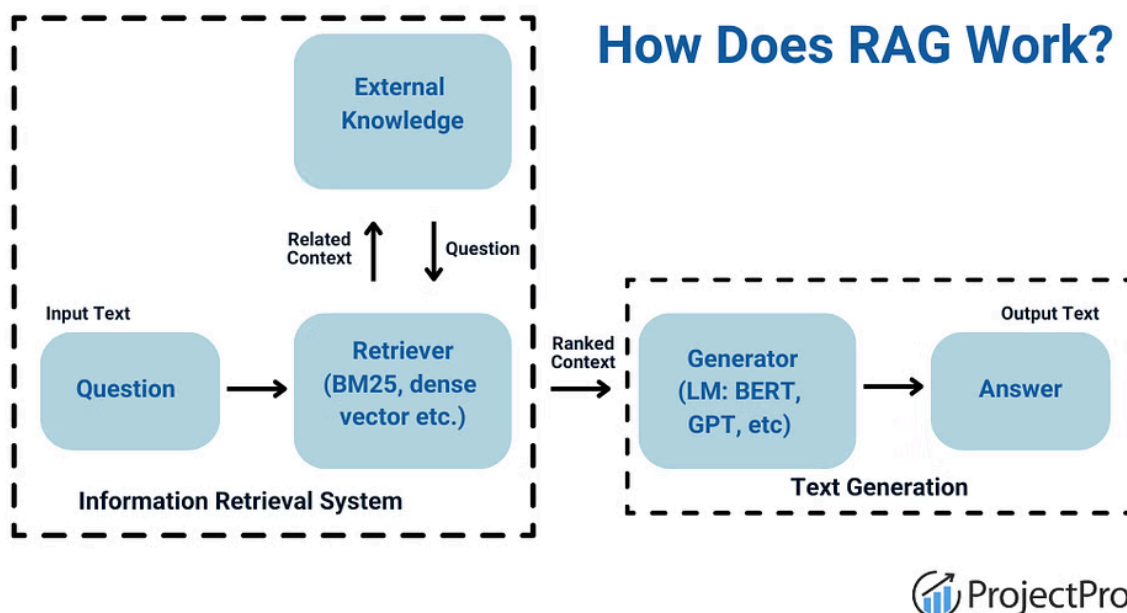 How Does RAG Work?
External
Knowledge
Related
Context
Question
Input Text
Question
Retriever
(BM25, dense
vector etc.)
Ranked
Context
Generator
(LM: BERT,
GPT, etc)
Output Text
Answer
Information Retrieval System
Text Generation
ProjectPro